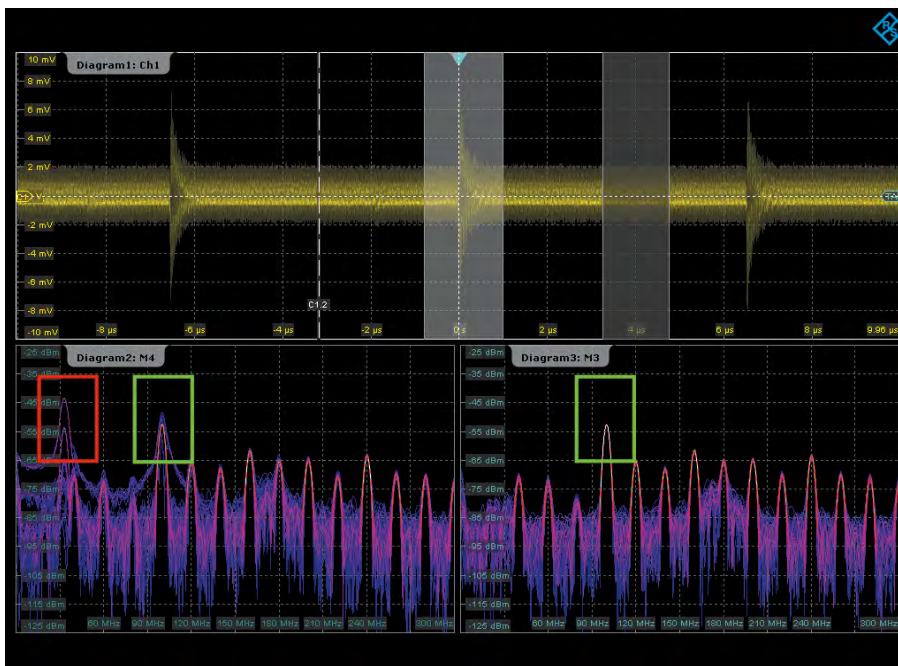 R S
10 mV
Diagram1: Ch1
8 mV
6 mV
4 mV
2 mV
C1 V TA
-2 mV
-4 mV
-6 mV
-8 mV
C1.2
-10 mV -8 µs -6 µs -4 µs -2 µs 0 s 2 µs 4 µs 6 µs 8 µs 9.96 µs
-25 dBm Diagram2: M4
-35 dBm
-45 dBm
-55 dBm
-65 dBm
-75 dBm
-85 dBm
-95 dBm
-105 dBm
-115 dBm
-125 dBm 60 MHz 90 MHz 120 MHz 150 MHz 180 MHz 210 MHz 240 MHz 300 MHz
-25 dBm Diagram3: M3
-35 dBm
-45 dBm
-55 dBm
-65 dBm
-75 dBm
-85 dBm
-95 dBm
-105 dBm
-115 dBm
-125 dBm 60 MHz 90 MHz 120 MHz 150 MHz 180 MHz 210 MHz 240 MHz 300 MHz